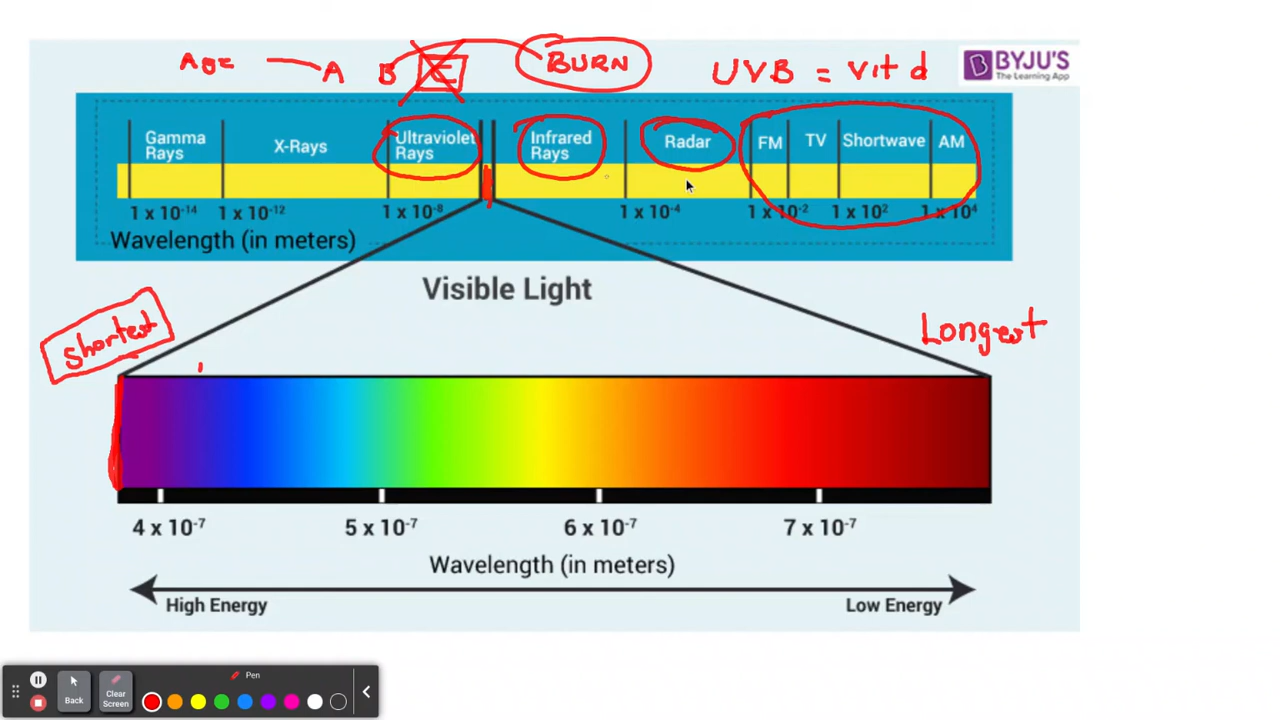 Age A B C BURN UVB = Vit d
BYJU'S
The Learning App
Gamma Rays X-Rays Ultraviolet Rays Infrared Rays Radar FM TV Shortwave AM
1 x 10-14 1 x 10-12 1 x 10-8 1 x 10-4 1 x 10-2 1 x 102 1 x 104
Wavelength (in meters)
Visible Light
shortest
Longest
4 x 10-7 5 x 10-7 6 x 10-7 7 x 10-7
Wavelength (in meters)
High Energy Low Energy
Pen
Back Clear Screen